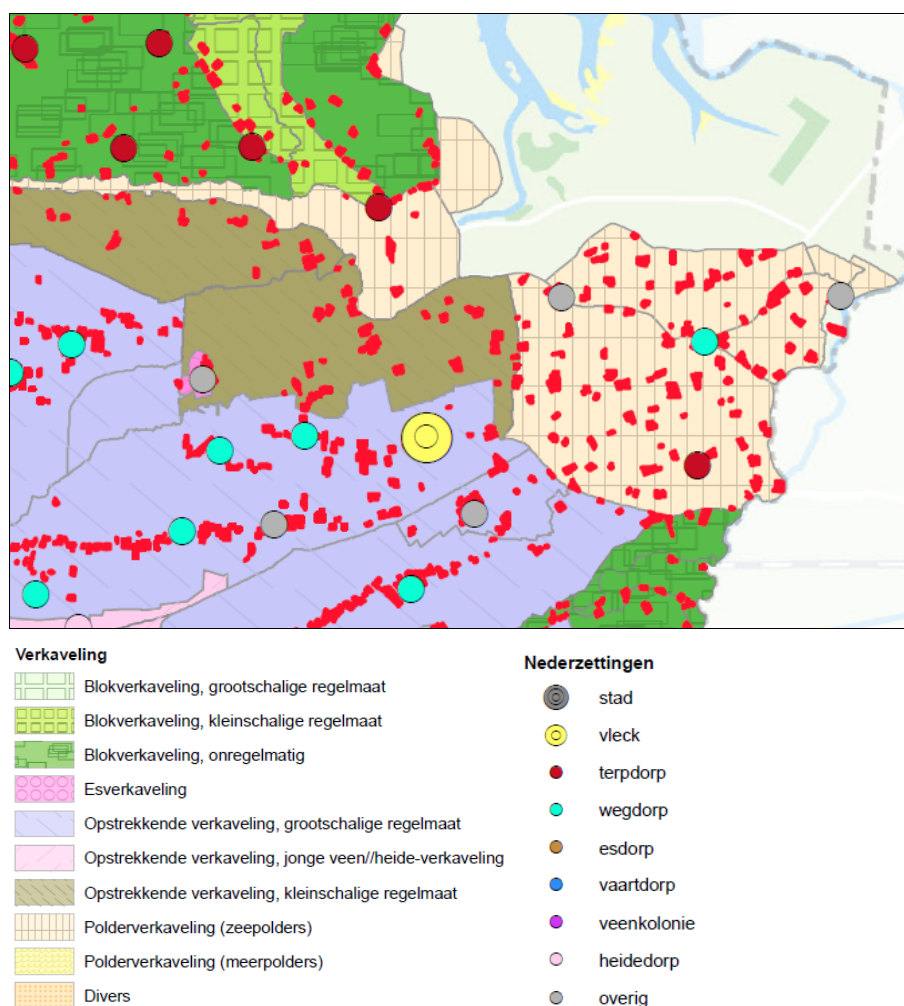 Verkaveling
Blokverkaveling, grootschalige regelmaat
Blokverkaveling, kleinschalige regelmaat
Blokverkaveling, onregelmatig
Esverkaveling
Opstrekkende verkaveling, grootschalige regelmaat
Opstrekkende verkaveling, jonge veen//heide-verkaveling
Opstrekkende verkaveling, kleinschalige regelmaat
Polderverkaveling (zeepolders)
Polderverkaveling (meerpolders)
Divers
Nederzettingen
stad
vleck
terpdorp
wegdorp
esdorp
vaartdorp
veenkolonie
heidedorp
overig